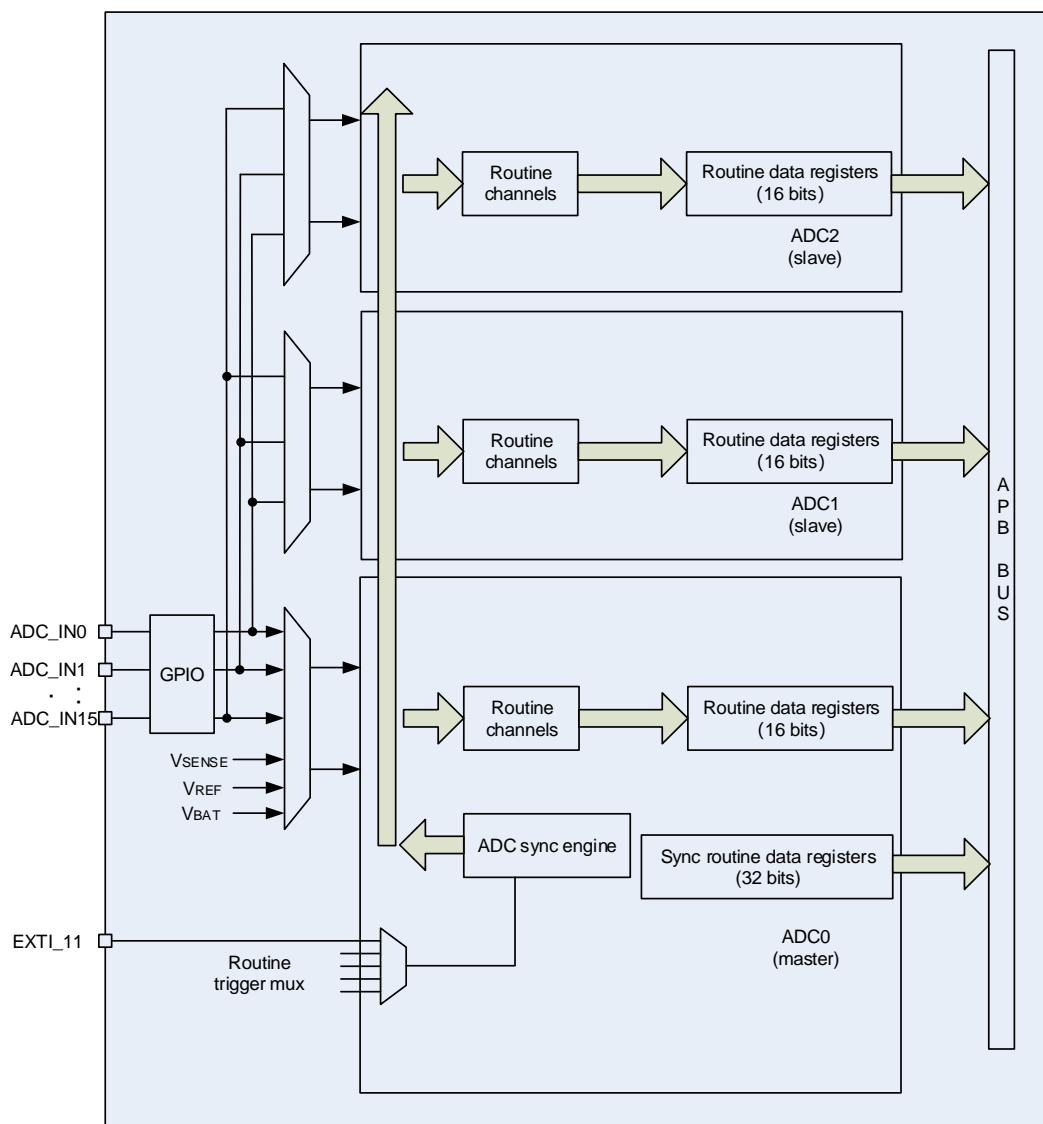 Routine
channels
Routine data registers
(16 bits)
ADC2
(slave)
Routine
channels
Routine data registers
(16 bits)
ADC1
(slave)
APB BUS
ADC_IN0
ADC_IN1
ADC_IN15
GPIO
VSENSE
VREF
VBAT
Routine
channels
Routine data registers
(16 bits)
ADC sync engine
Sync routine data registers
(32 bits)
ADC0
(master)
EXTI_11
Routine
trigger mux